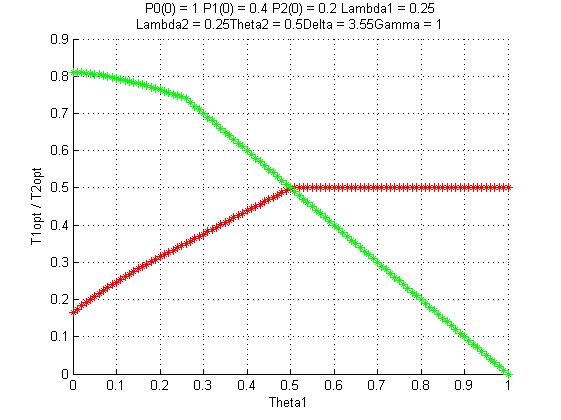 P0(0) = 1 P1(0) = 0.4 P2(0) = 0.2 Lambda1 = 0.25
Lambda2 = 0.25Theta2 = 0.5Delta = 3.55Gamma = 1
0.9
0.8
0.7
0.6
0.5
0.4
0.3
0.2
0.1
0
T1opt / T2opt
0 0.1 0.2 0.3 0.4 0.5 0.6 0.7 0.8 0.9 1
Theta1